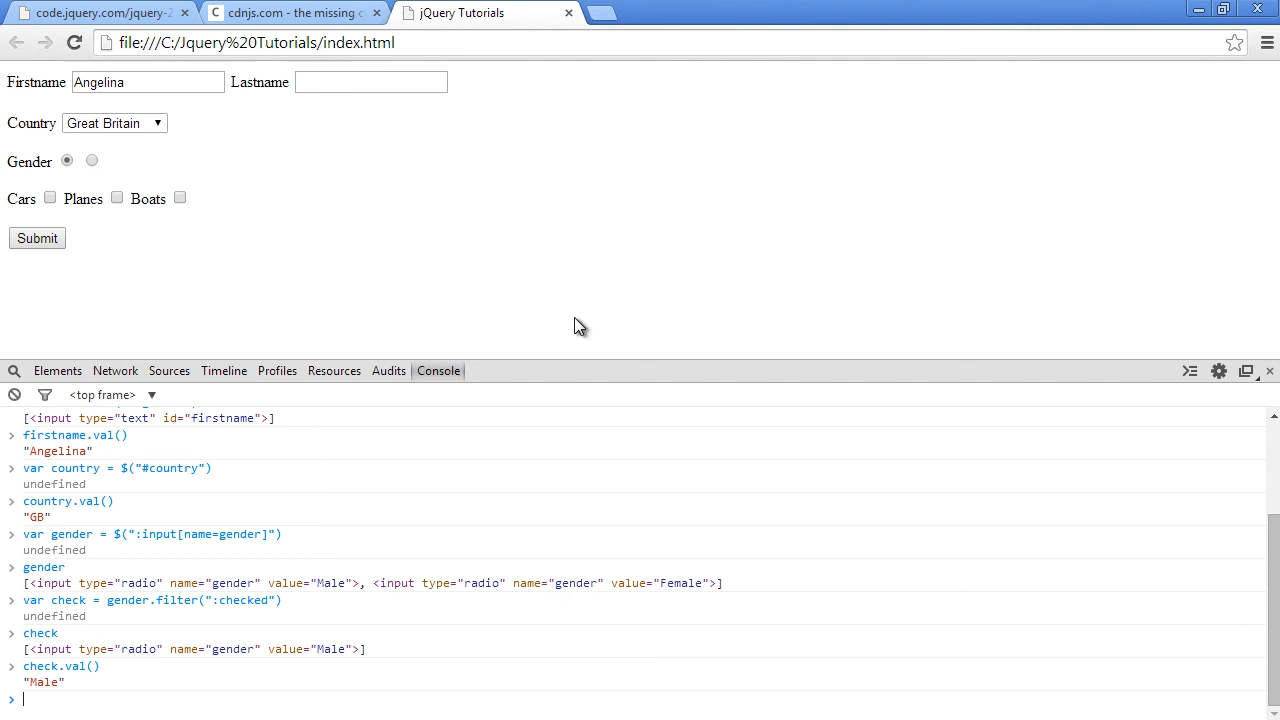 code.jquery.com/jquery-2
cdnjs.com - the missing c
jQuery Tutorials
file:///C:/Jquery%20Tutorials/index.html
Firstname Angelina Lastname
Country Great Britain
Gender
Cars Planes Boats
Submit
Elements Network Sources Timeline Profiles Resources Audits Console
<top frame>
[<input type="text" id="firstname">]
firstname.val()
"Angelina"
var country = $("#country")
undefined
country.val()
"GB"
var gender = $(":input[name=gender]")
undefined
gender
[<input type="radio" name="gender" value="Male">, <input type="radio" name="gender" value="Female">]
var check = gender.filter(":checked")
undefined
check
[<input type="radio" name="gender" value="Male">]
check.val()
"Male"